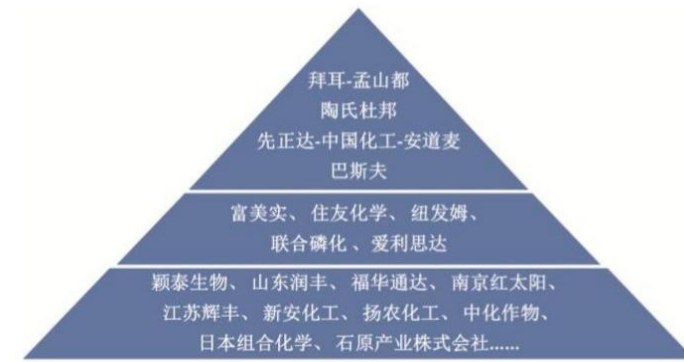 拜耳-孟山都
陶氏杜邦
先正达-中国化工-安道麦
巴斯夫
富美实、住友化学、纽发姆、
联合磷化、爱利思达
颖泰生物、山东润丰、福华通达、南京红太阳、
江苏辉丰、新安化工、扬农化工、中化作物、
日本组合化学、石原产业株式会社......